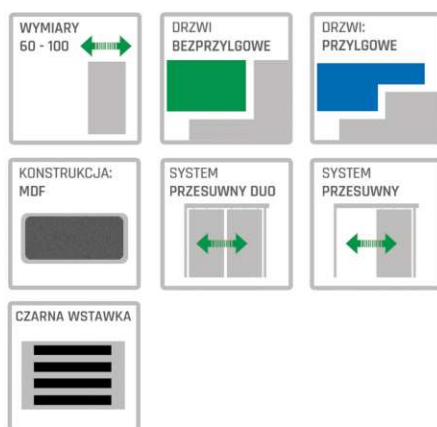 WYMIARY
60 - 100
DRZWI
BEZPRZYLGOWE
DRZWI:
PRZYLGOWE
KONSTRUKCJA:
MDF
SYSTEM
PRZESUWNY DUO
SYSTEM
PRZESUWNY
CZARNA WSTAWKA